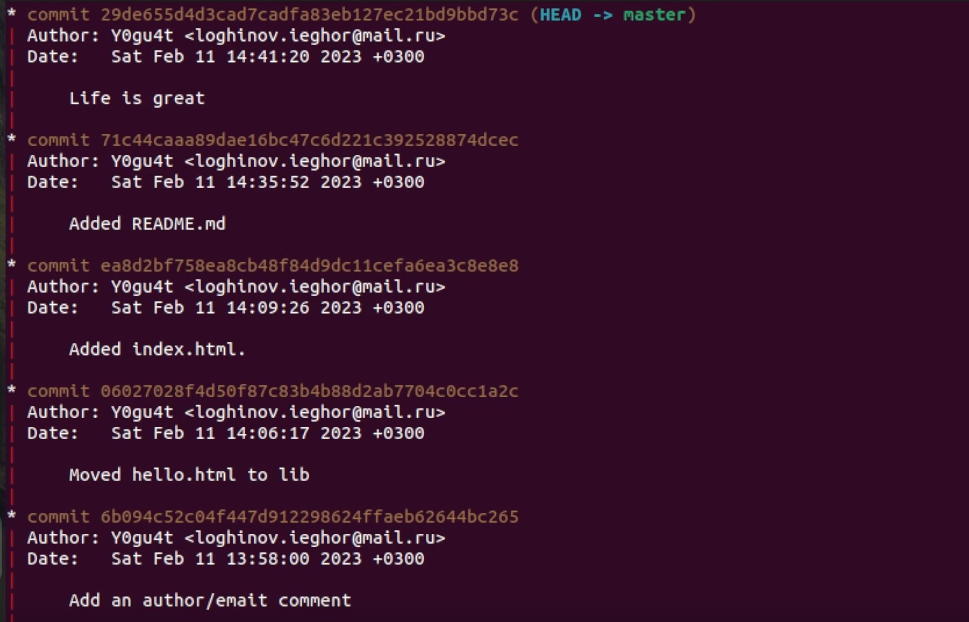 * commit 29de655d4d3cad7cadfa83eb127ec21bd9bbd73c (HEAD -> master)
| Author: Y0gu4t <loghinov.ieghor@mail.ru>
| Date:   Sat Feb 11 14:41:20 2023 +0300
|
|     Life is great
|
* commit 71c44caaa89dae16bc47c6d221c392528874dcec
| Author: Y0gu4t <loghinov.ieghor@mail.ru>
| Date:   Sat Feb 11 14:35:52 2023 +0300
|
|     Added README.md
|
* commit ea8d2bf758ea8cb48f84d9dc11cefa6ea3c8e8e8
| Author: Y0gu4t <loghinov.ieghor@mail.ru>
| Date:   Sat Feb 11 14:09:26 2023 +0300
|
|     Added index.html.
|
* commit 06027028f4d50f87c83b4b88d2ab7704c0cc1a2c
| Author: Y0gu4t <loghinov.ieghor@mail.ru>
| Date:   Sat Feb 11 14:06:17 2023 +0300
|
|     Moved hello.html to lib
|
* commit 6b094c52c04f447d912298624ffaeb62644bc265
| Author: Y0gu4t <loghinov.ieghor@mail.ru>
| Date:   Sat Feb 11 13:58:00 2023 +0300
|
|     Add an author/emait comment
|